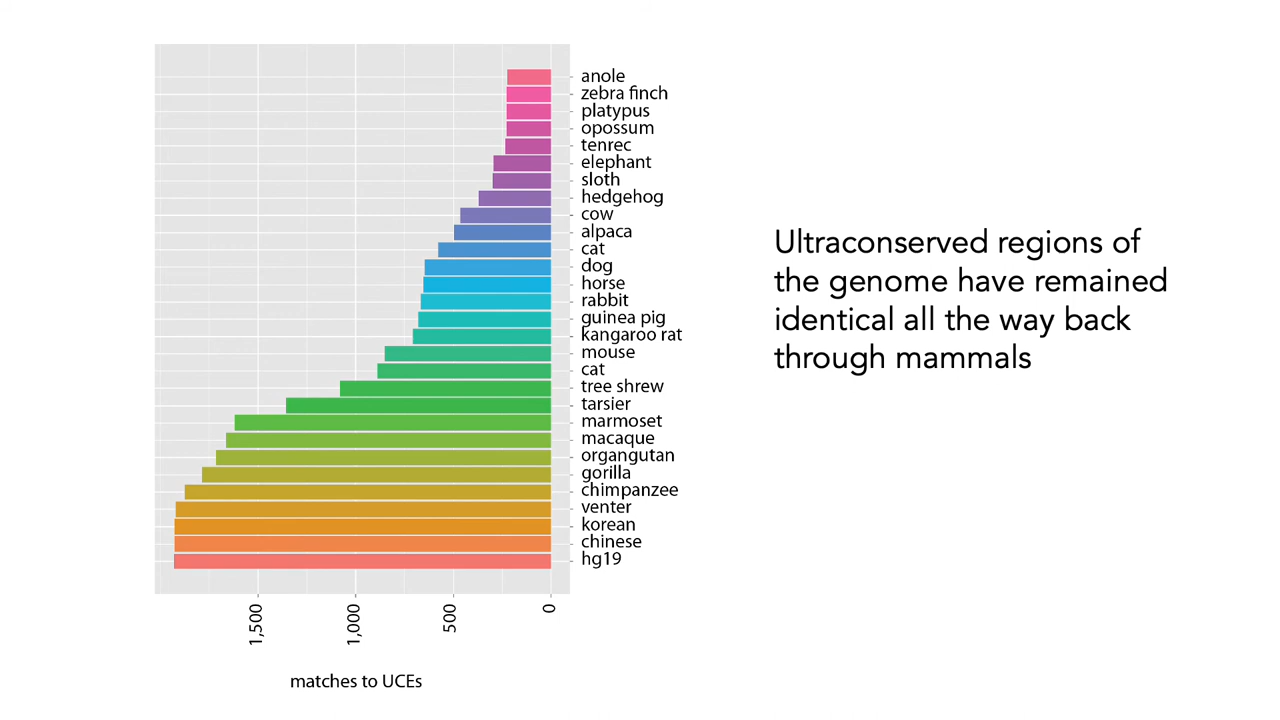 anole
zebra finch
platypus
opossum
tenrec
elephant
sloth
hedgehog
cow
alpaca
cat
dog
horse
rabbit
guinea pig
kangaroo rat
mouse
cat
tree shrew
tarsier
marmoset
macaque
organgutan
gorilla
chimpanzee
venter
korean
chinese
hg19
1,500
1,000
500
0
matches to UCEs
Ultraconserved regions of
the genome have remained
identical all the way back
through mammals